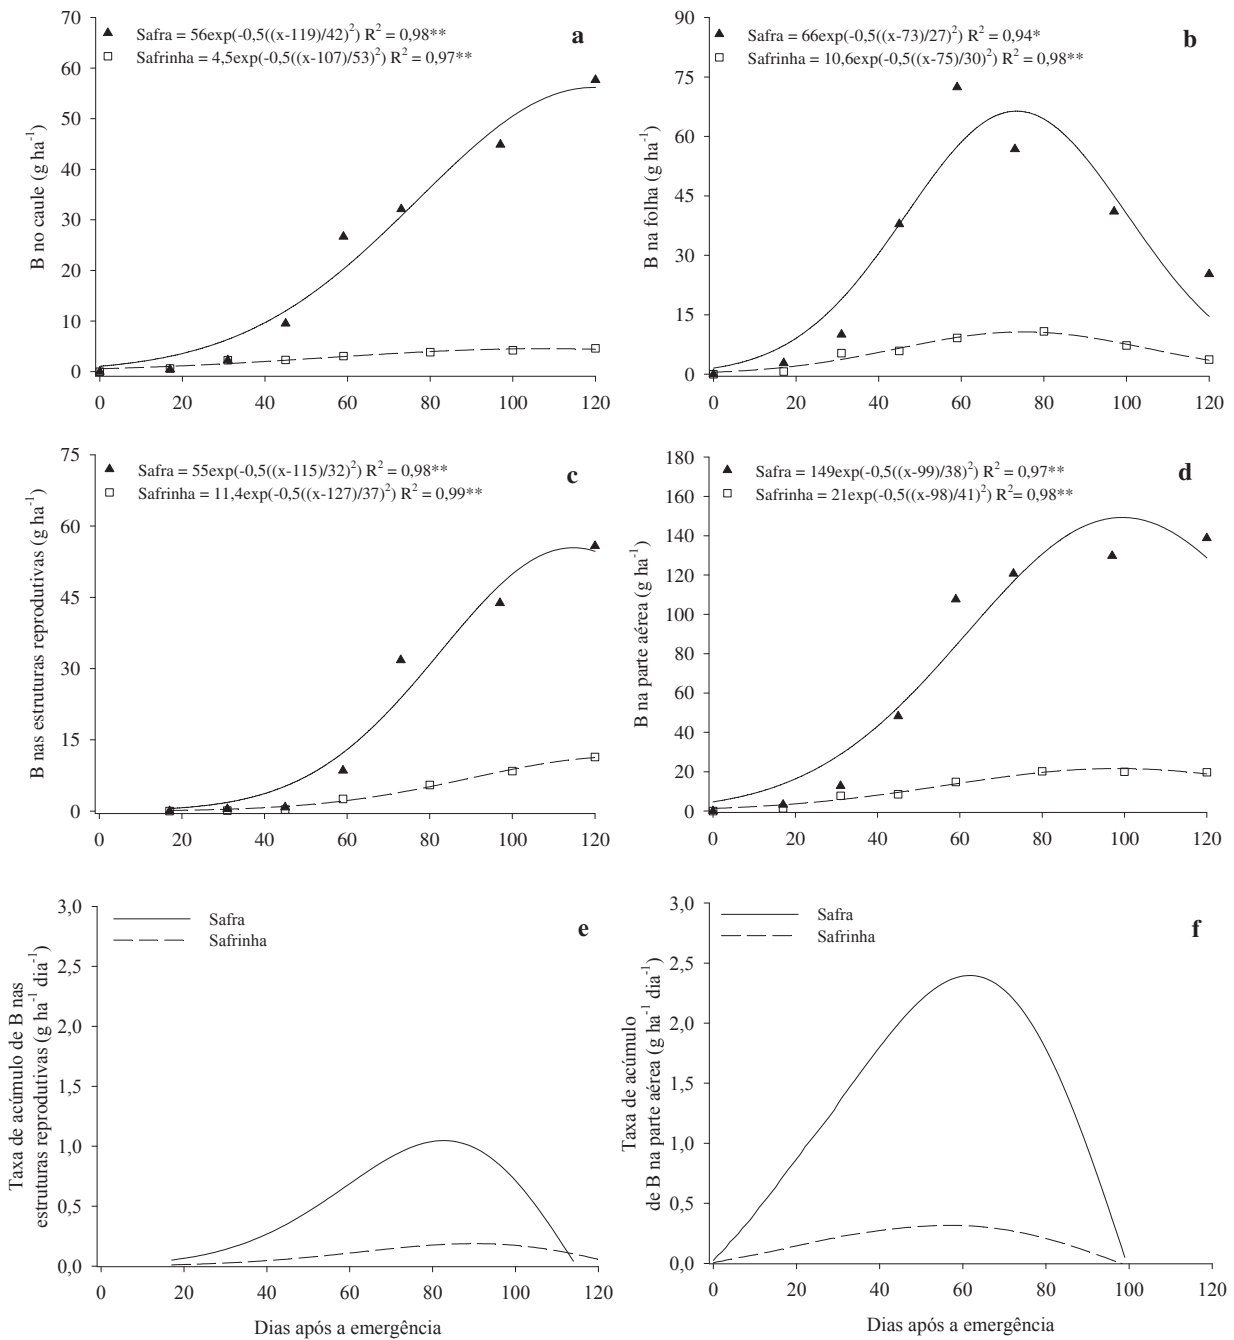 Safra = 56exp(-0,5((x-119)/42)²) R² = 0,98**
Safrinha = 4,5exp(-0,5((x-107)/53)²) R² = 0,97**
a
B no caule (g ha⁻¹)
70
60
50
40
30
20
10
0
0 20 40 60 80 100 120
Safra = 66exp(-0,5((x-73)/27)²) R² = 0,94*
Safrinha = 10,6exp(-0,5((x-75)/30)²) R² = 0,98**
b
B na folha (g ha⁻¹)
90
75
60
45
30
15
0
0 20 40 60 80 100 120
Safra = 55exp(-0,5((x-115)/32)²) R² = 0,98**
Safrinha = 11,4exp(-0,5((x-127)/37)²) R² = 0,99**
c
B nas estruturas reprodutivas (g ha⁻¹)
75
60
45
30
15
0
0 20 40 60 80 100 120
Safra = 149exp(-0,5((x-99)/38)²) R² = 0,97**
Safrinha = 21exp(-0,5((x-98)/41)²) R²= 0,98**
d
B na parte aérea (g ha⁻¹)
180
160
140
120
100
80
60
40
20
0
0 20 40 60 80 100 120
Safra
Safrinha
e
Taxa de acúmulo de B nas
estruturas reprodutivas (g ha⁻¹ dia⁻¹)
3,0
2,5
2,0
1,5
1,0
0,5
0,0
0 20 40 60 80 100 120
Dias após a emergência
Safra
Safrinha
f
Taxa de acúmulo
de B na parte aérea (g ha⁻¹ dia⁻¹)
3,0
2,5
2,0
1,5
1,0
0,5
0,0
0 20 40 60 80 100 120
Dias após a emergência